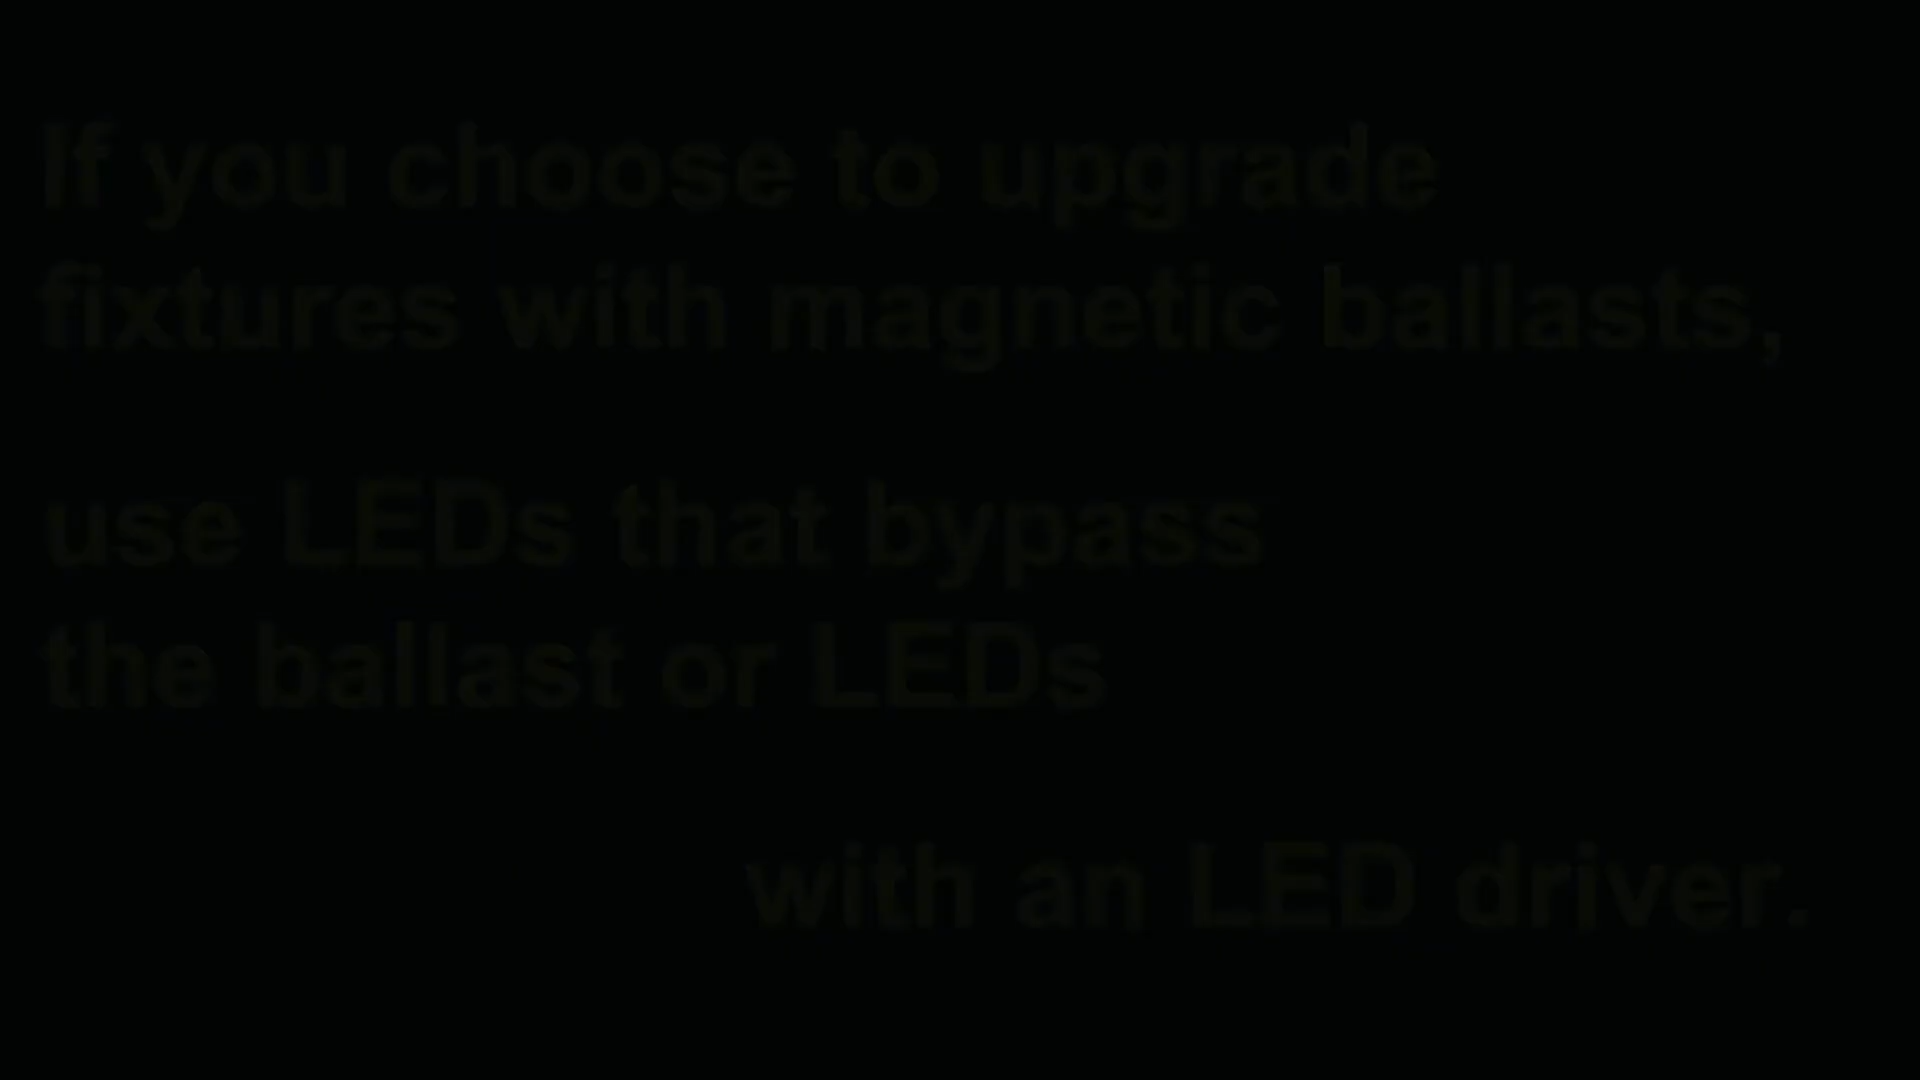 If you choose to upgrade
fixtures with magnetic ballasts,
use LEDs that bypass
the ballast or LEDs
with an LED driver.